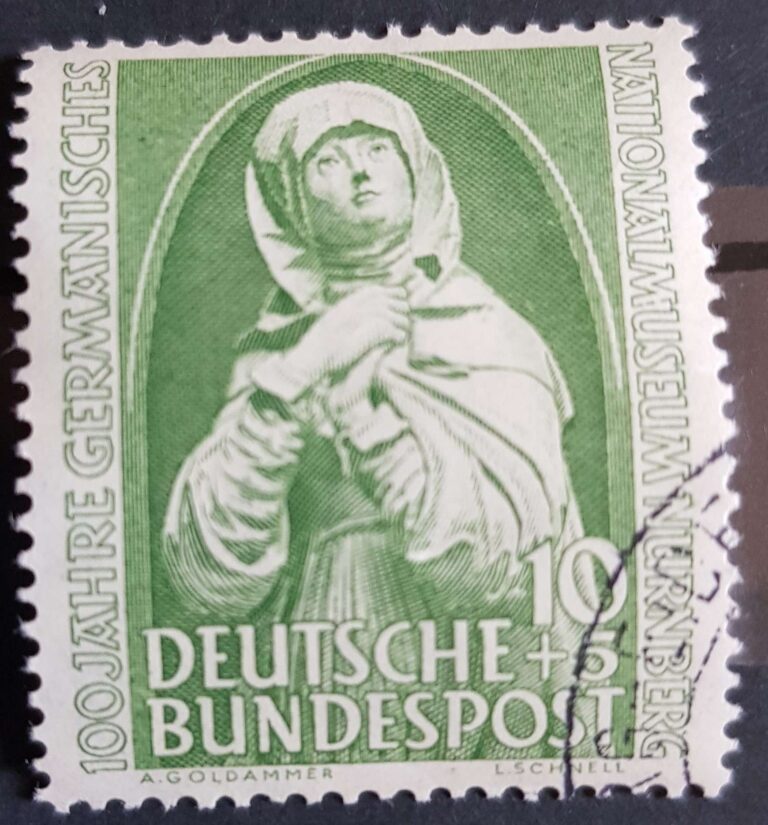 100 JAHRE GERMANISCHES
NATIONALMUSEUM NÜRNBERG
10
+5
DEUTSCHE
BUNDESPOST
A. GOLDAMMER
L. SCHNELL